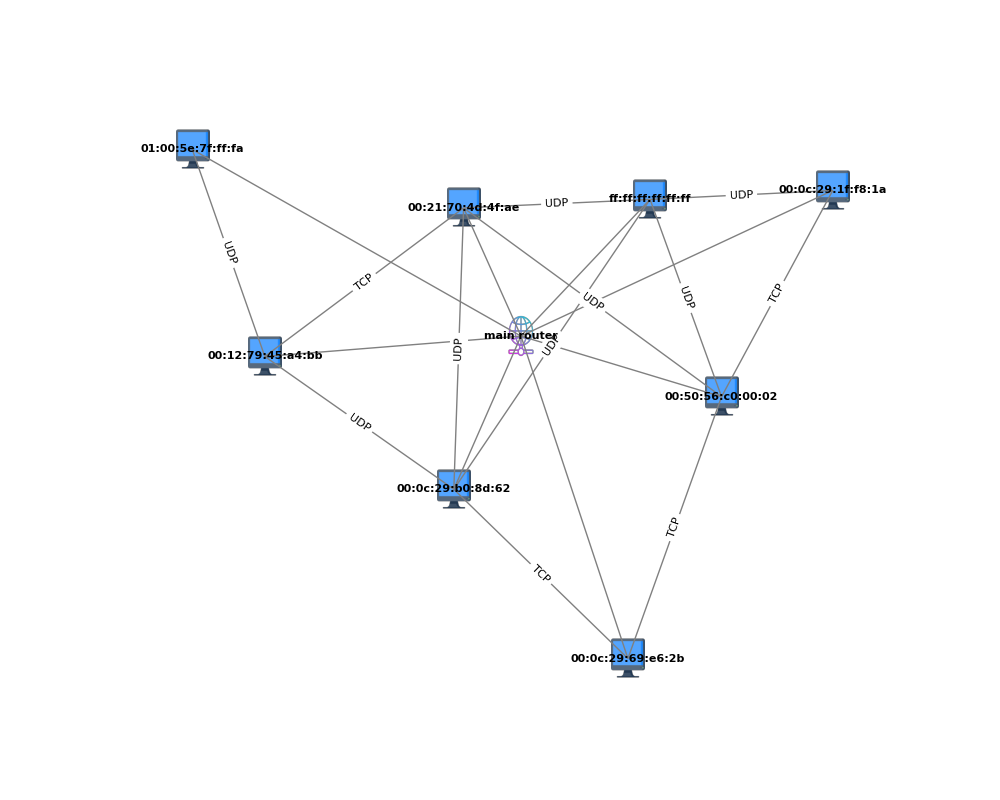 01:00:5e:7f:ff:fa
00:0c:29:1f:f8:1a
UDP
ff:ff:ff:ff:ff:ff
UDP
00:21:70:4d:4f:ae
UDP
TCP
TCP
UDP
UDP
main router
UDP
UDP
00:12:79:45:a4:bb
00:50:56:c0:00:02
UDP
00:0c:29:b0:8d:62
TCP
TCP
00:0c:29:69:e6:2b